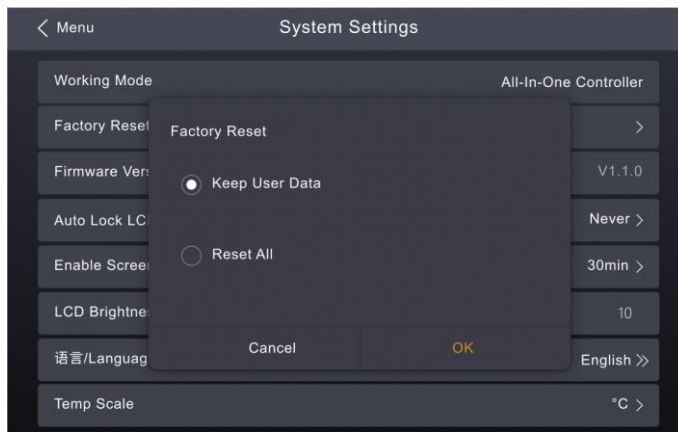 Menu
System Settings
Working Mode All-In-One Controller
Factory Reset
Firmware Vers V1.1.0
Auto Lock LC Never
Enable Scree 30min
LCD Brightne 10
语言/Languag English
Temp Scale °C
Factory Reset
Keep User Data
Reset All
Cancel OK